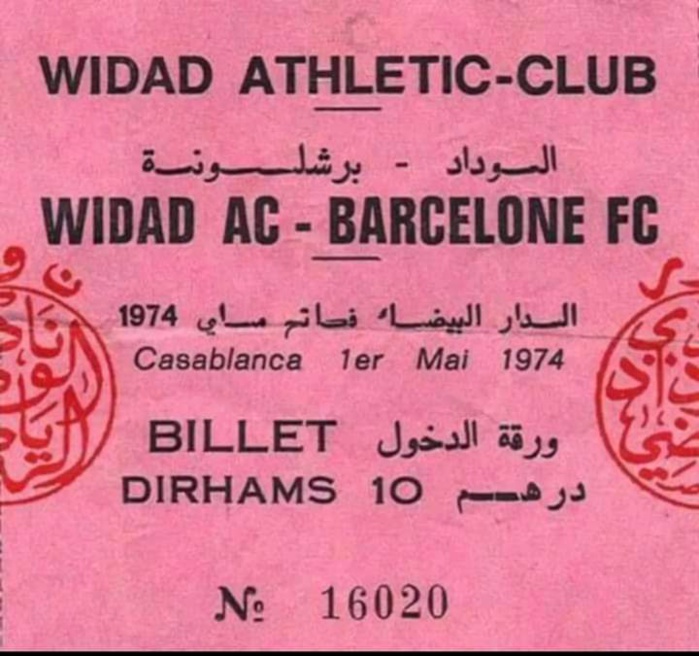 WIDAD ATHLETIC-CLUB
الوداد - برشلونة
WIDAD AC - BARCELONE FC
الدار البيضاء فاتح ماي 1974
Casablanca 1er Mai 1974
BILLET ورقة الدخول
DIRHAMS 10 درهم
№ 16020